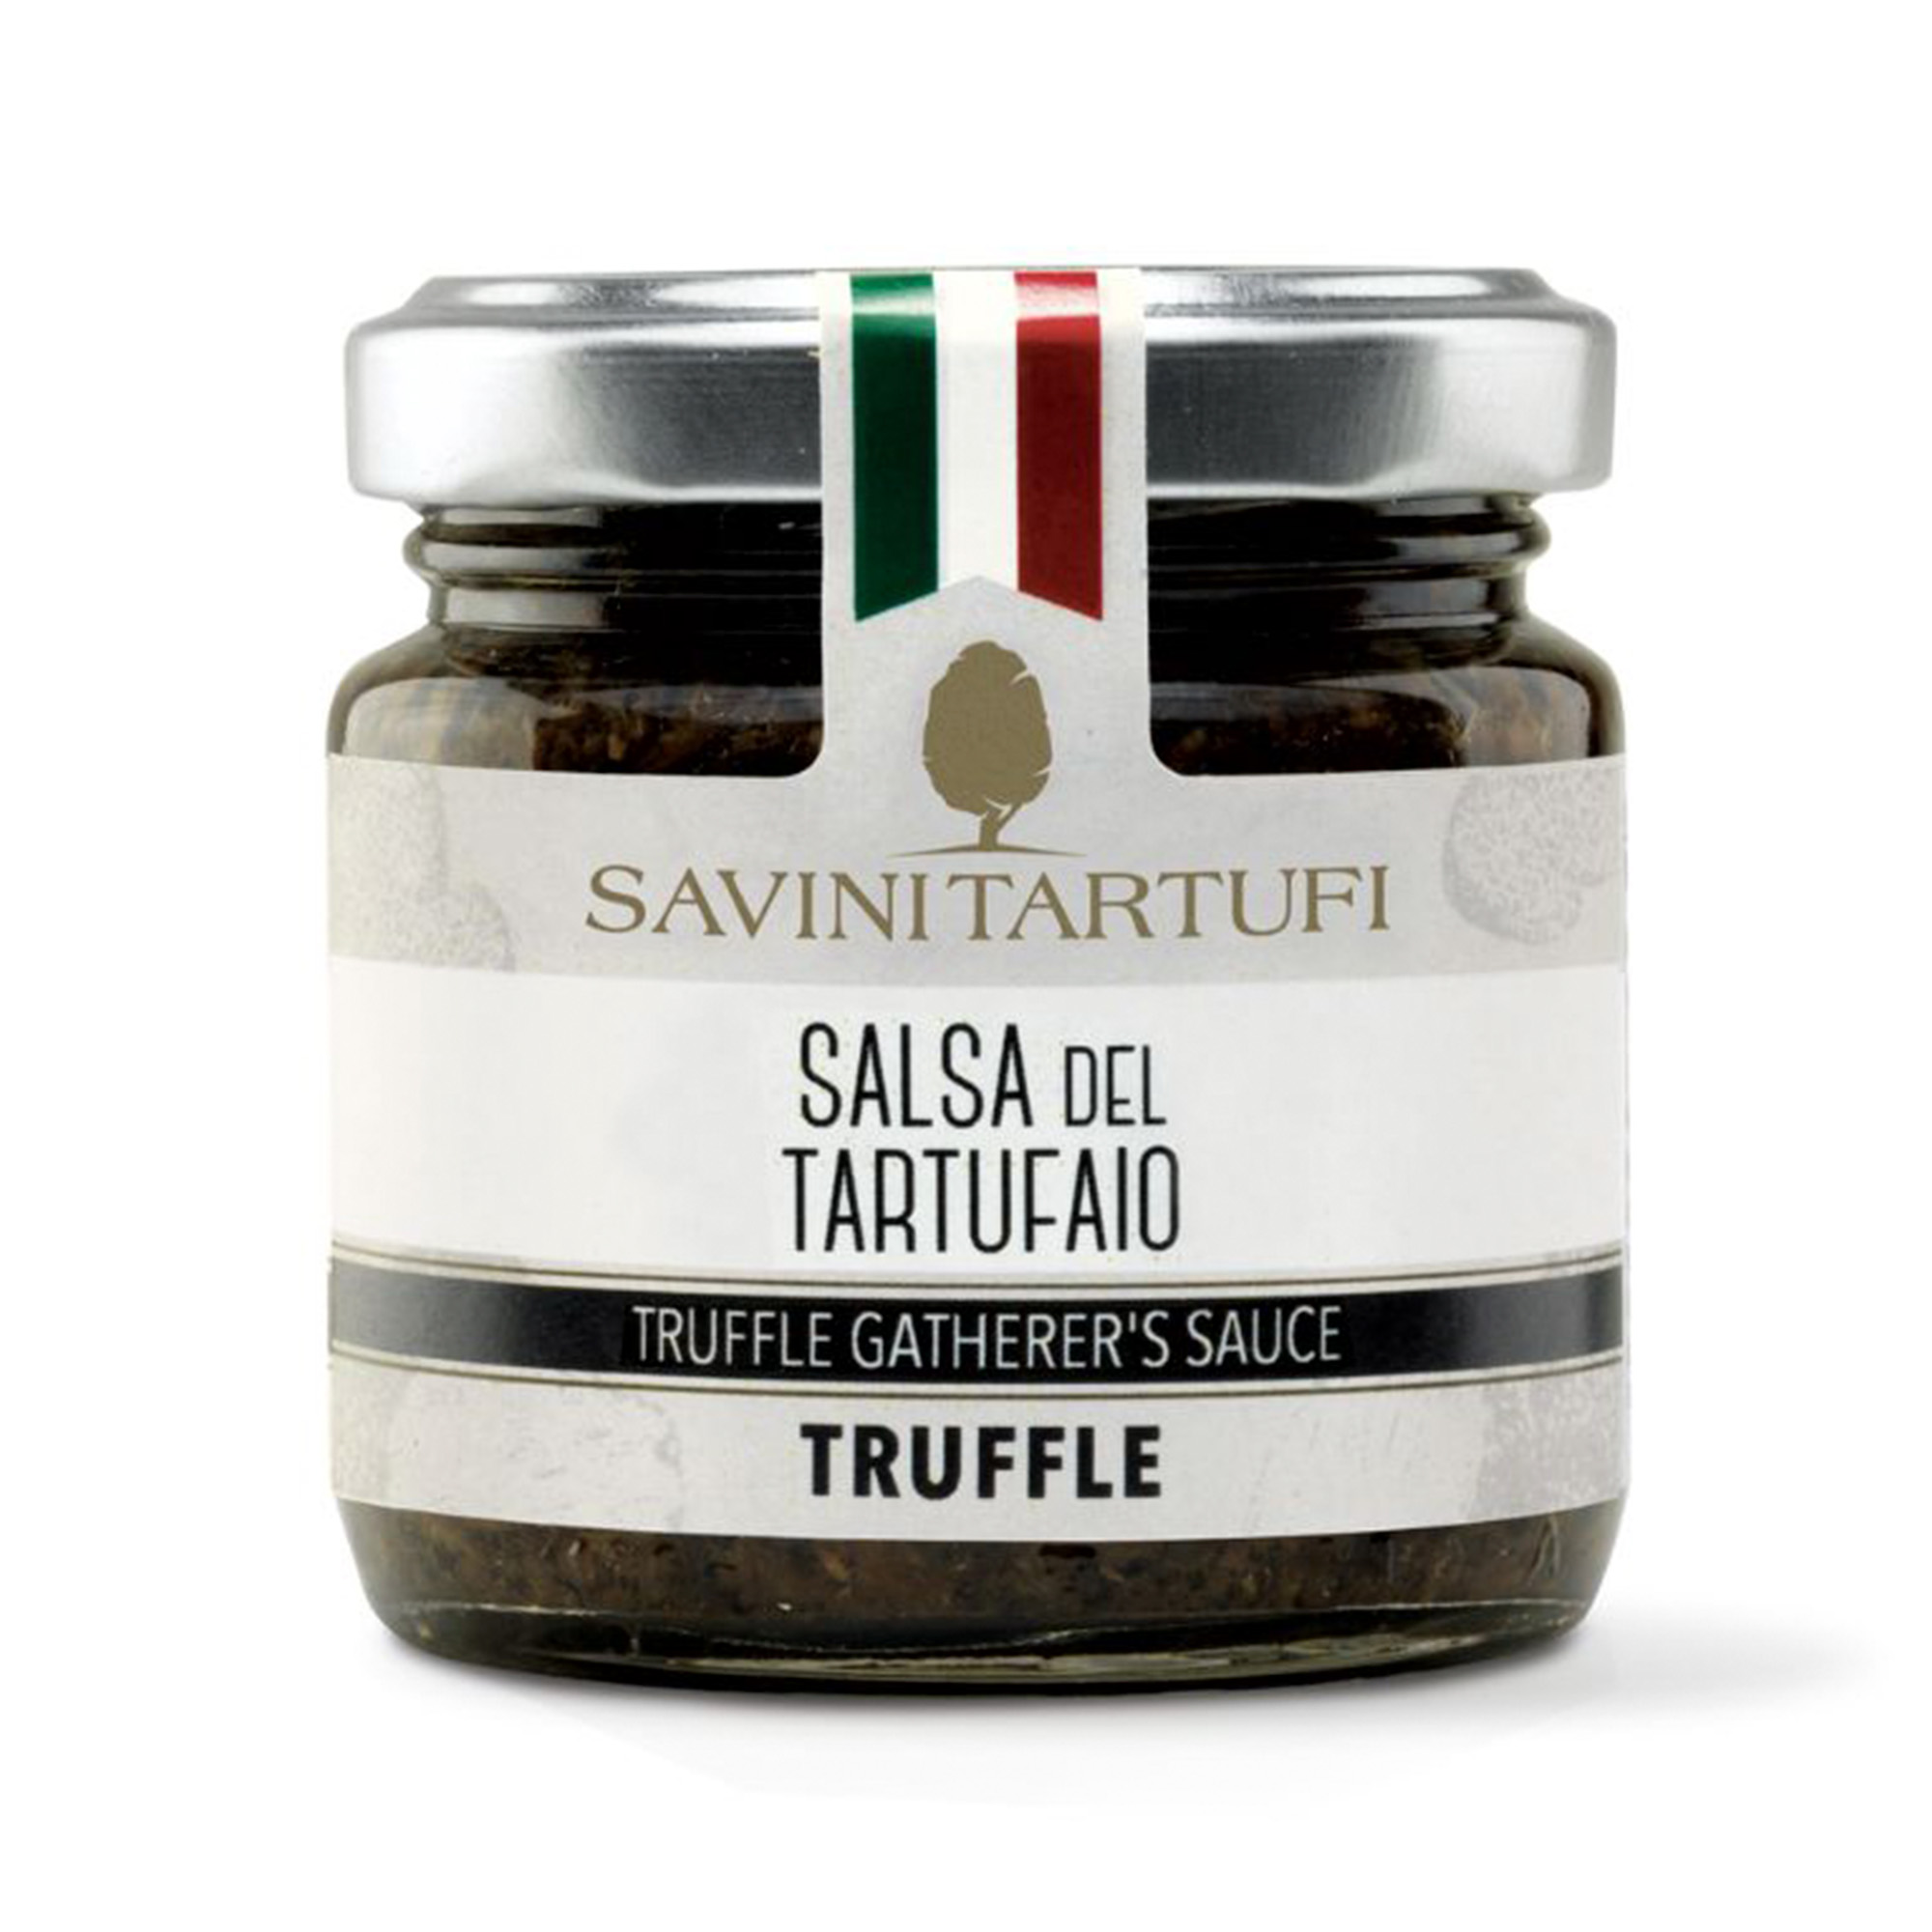 SAVINI TARTUFI
SALSA DEL
TARTUFAIO
TRUFFLE GATHERER'S SAUCE
TRUFFLE